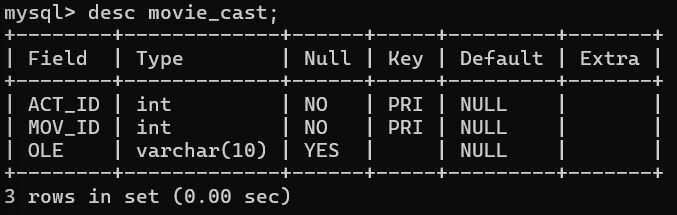 mysql> desc movie_cast;
+--------+-------------+------+-----+---------+-------+
| Field  | Type        | Null | Key | Default | Extra |
+--------+-------------+------+-----+---------+-------+
| ACT_ID | int         | NO   | PRI | NULL    |       |
| MOV_ID | int         | NO   | PRI | NULL    |       |
| OLE    | varchar(10) | YES  |     | NULL    |       |
+--------+-------------+------+-----+---------+-------+
3 rows in set (0.00 sec)